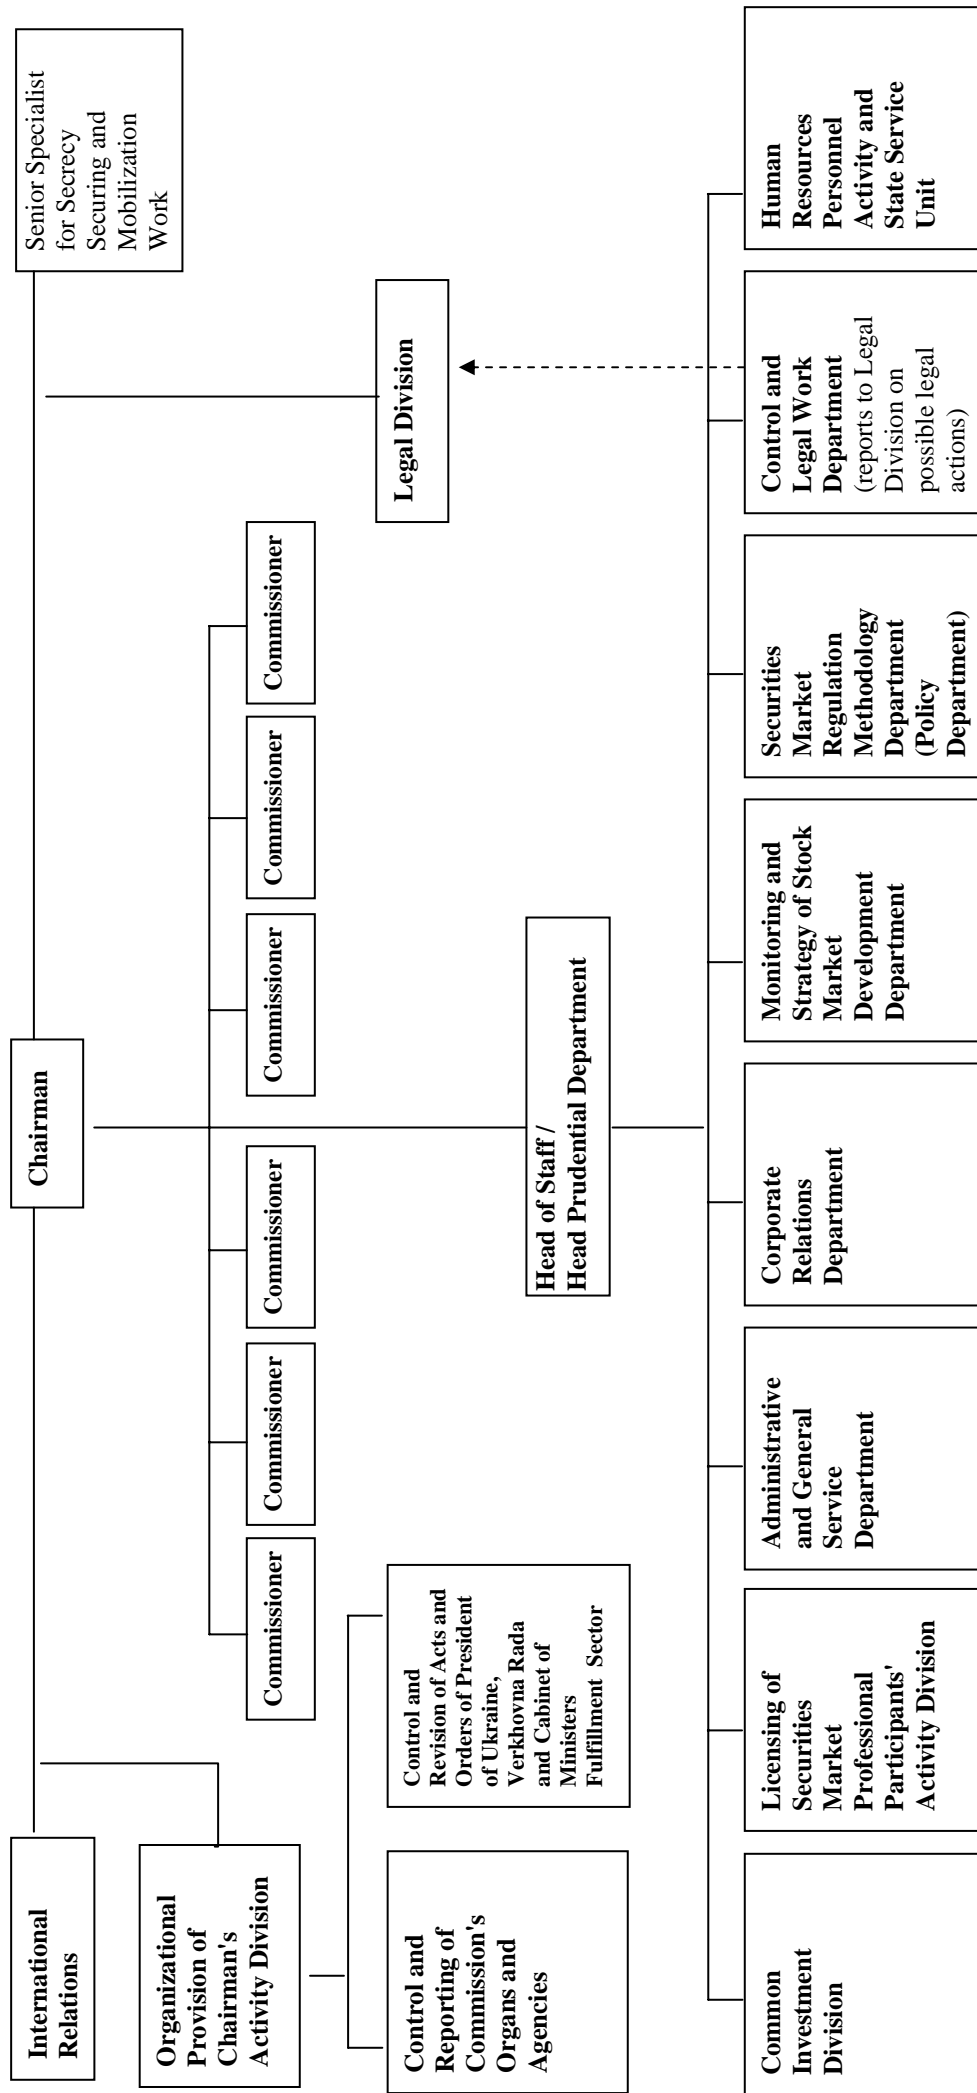 International
Relations
Chairman
Senior Specialist
for Secrecy
Securing and
Mobilization
Work
Organizational
Provision of
Chairman's
Activity Division
Commissioner
Commissioner
Commissioner
Commissioner
Commissioner
Commissioner
Legal Division
Control and
Reporting of
Commission's
Organs and
Agencies
Control and
Revision of Acts and
Orders of President
of Ukraine,
Verkhovna Rada
and Cabinet of
Ministers
Fulfillment Sector
Head of Staff /
Head Prudential Department
Common
Investment
Division
Licensing of
Securities
Market
Professional
Participants'
Activity Division
Administrative
and General
Service
Department
Corporate
Relations
Department
Monitoring and
Strategy of Stock
Market
Development
Department
Securities
Market
Regulation
Methodology
Department
(Policy
Department)
Control and
Legal Work
Department
(reports to Legal
Division on
possible legal
actions)
Human
Resources
Personnel
Activity and
State Service
Unit